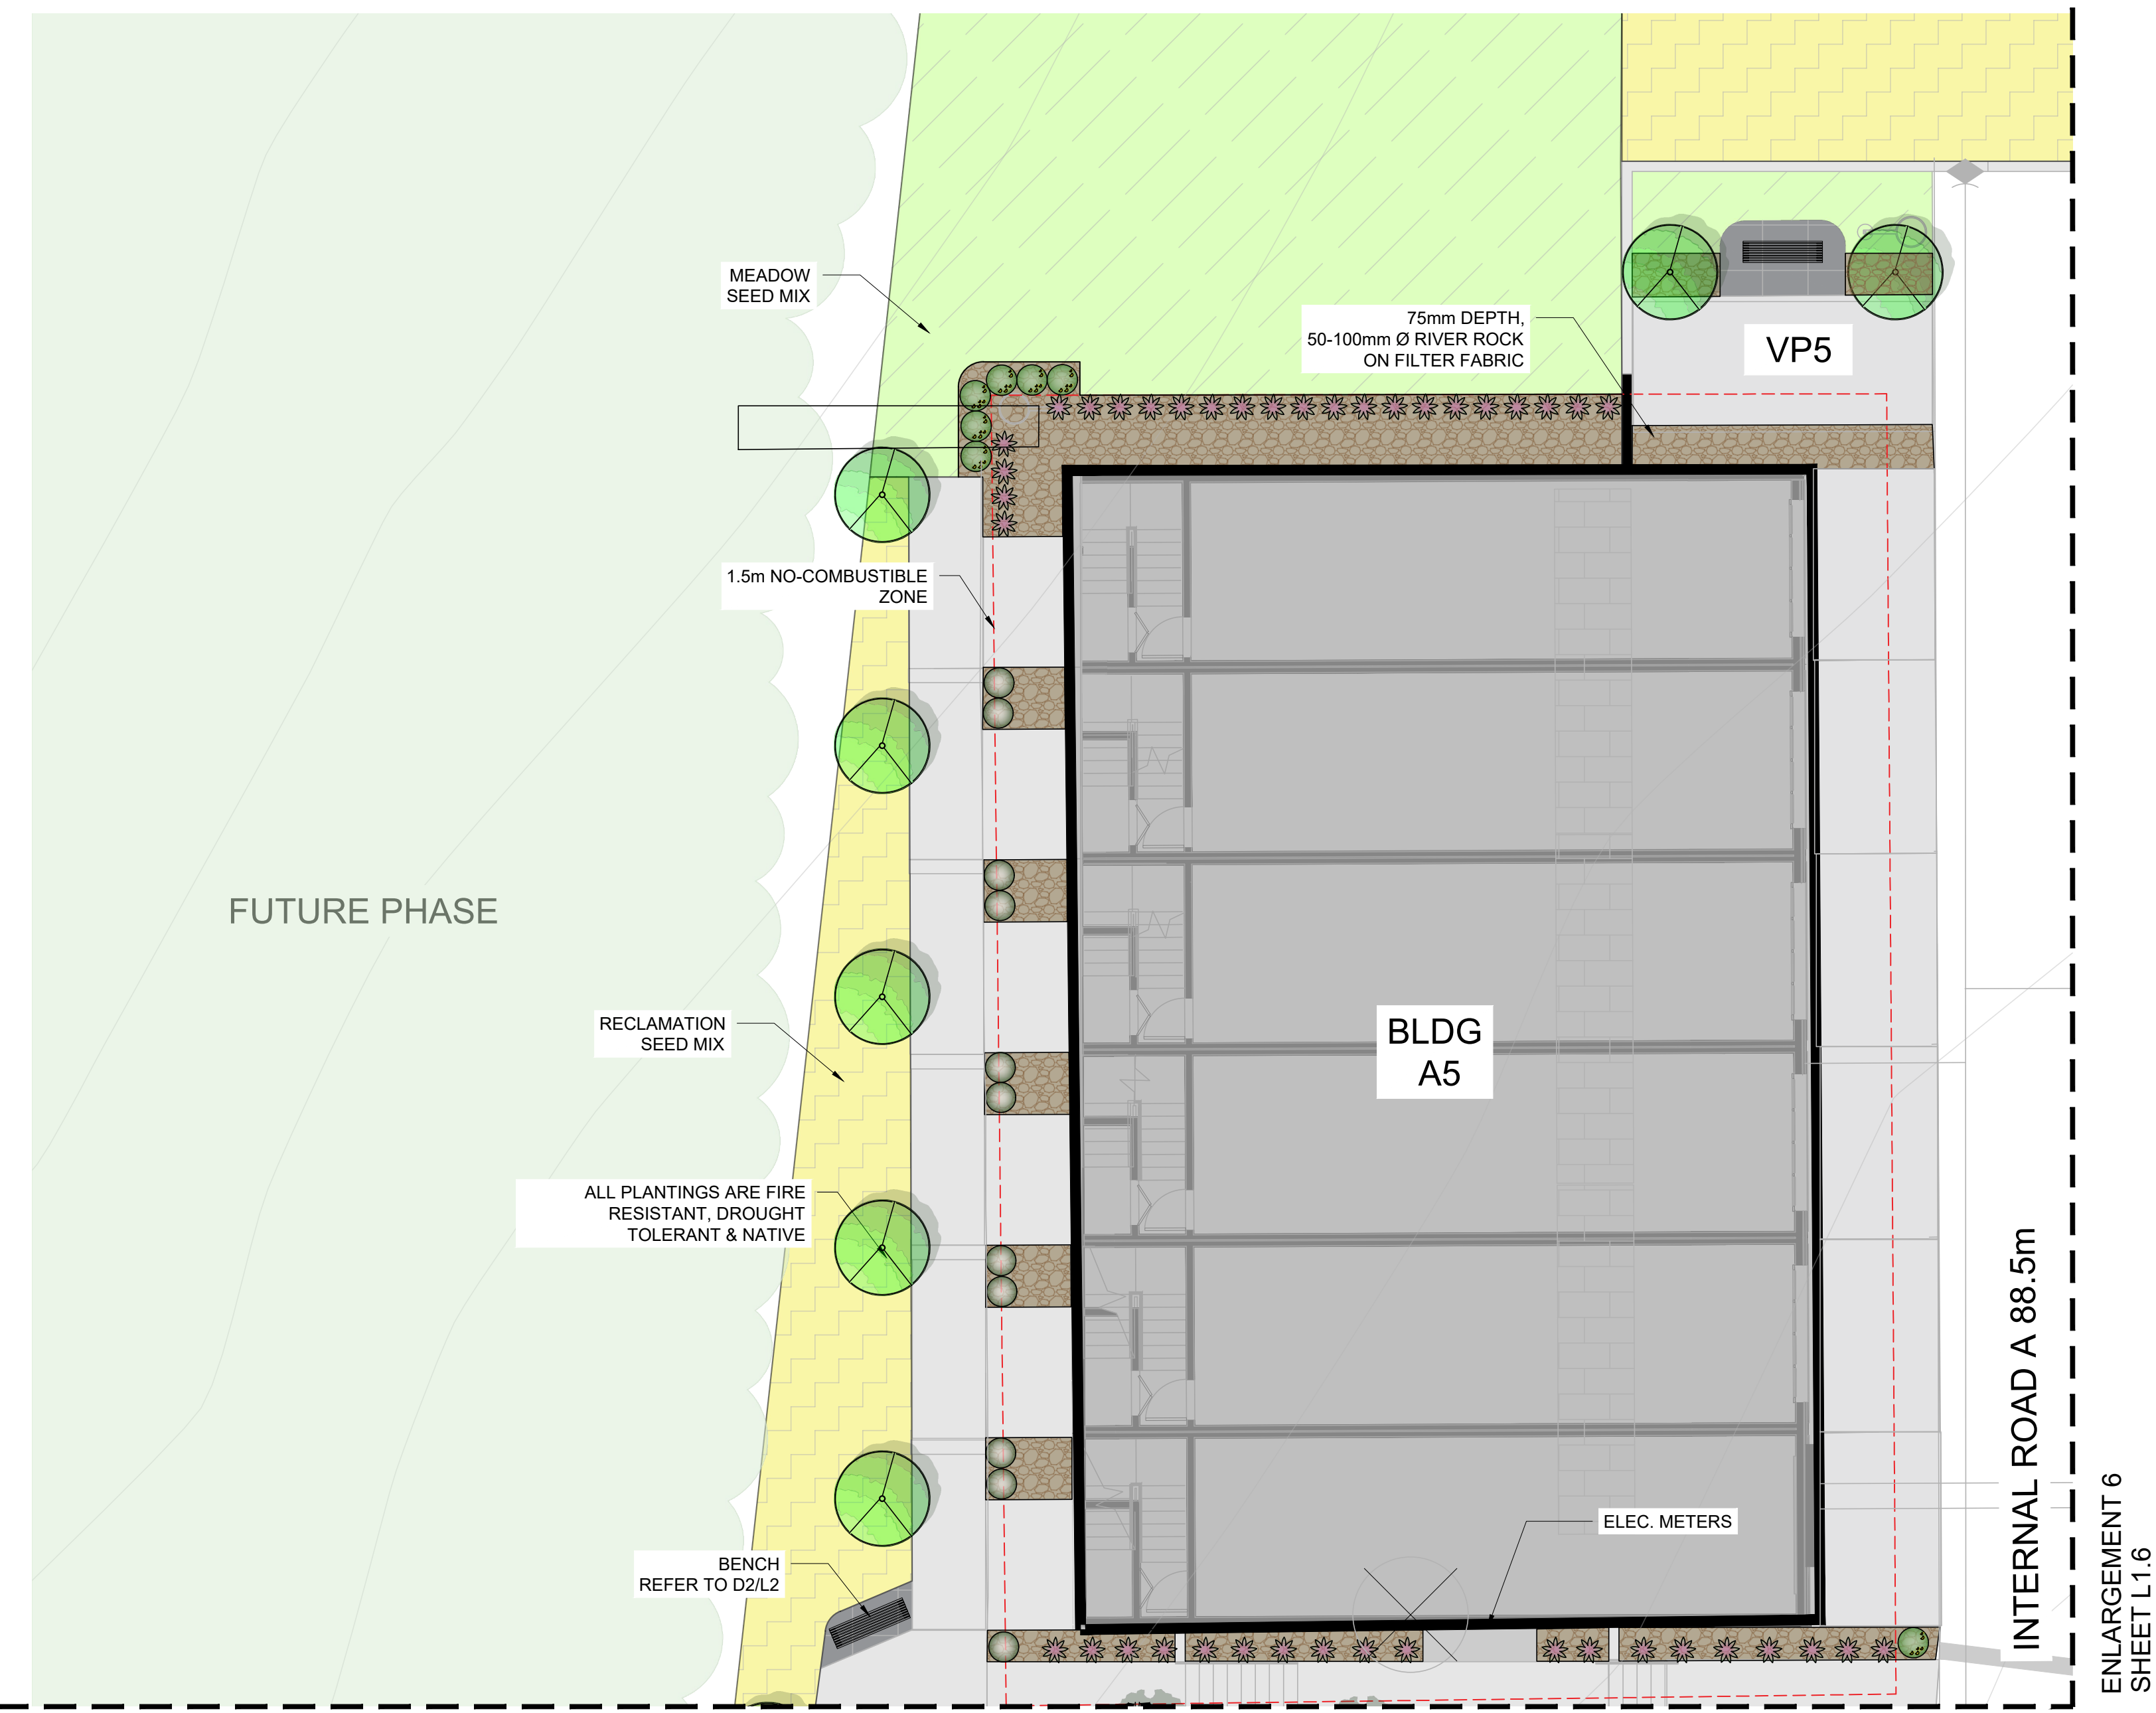 MEADOW
SEED MIX
75mm DEPTH,
50-100mm Ø RIVER ROCK
ON FILTER FABRIC
VP5
1.5m NO-COMBUSTIBLE
ZONE
FUTURE PHASE
RECLAMATION
SEED MIX
BLDG
A5
ALL PLANTINGS ARE FIRE
RESISTANT, DROUGHT
TOLERANT & NATIVE
ELEC. METERS
BENCH
REFER TO D2/L2
INTERNAL ROAD A 88.5m
ENLARGEMENT 6
SHEET L1.6